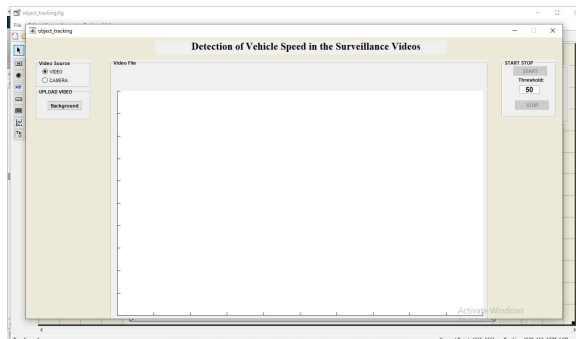 object_tracking.fig
File
object_tracking
Detection of Vehicle Speed in the Surveillance Videos
Video Source
VIDEO
CAMERA
UPLOAD VIDEO
Background
Video File
START STOP
START
Threshold:
50
STOP
Activate Windows